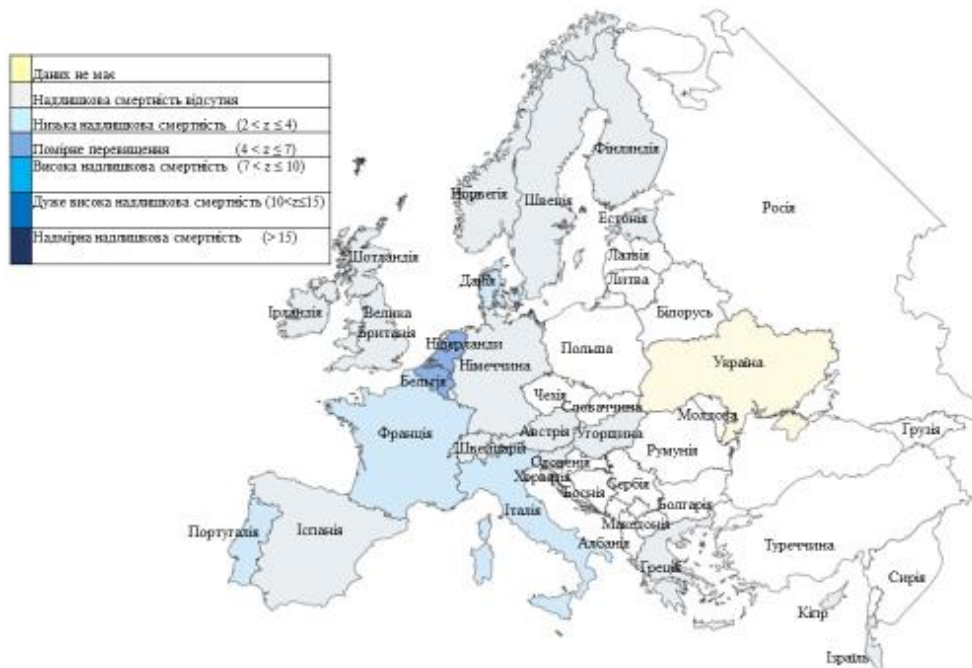 Даних не має
Надлишкова смертність відсутня
Низька надлишкова смертність (2 < z ≤ 4)
Помірне перевищення (4 < z ≤ 7)
Висока надлишкова смертність (7 < z ≤ 10)
Дуже висока надлишкова смертність (10<z≤15)
Надмірна надлишкова смертність (> 15)
Фінляндія
Норвегія
Швеція
Естонія
Росія
Шотландія
Латвія
Данія
Литва
Ірландія
Велика
Британія
Білорусь
Нідерланди
Польша
Україна
Німеччина
Бельгія
Чехія
Словаччина
Молдова
Франція
Австрія
Угорщина
Грузія
Швейцарій
Румунія
Словенія
Хорватія
Сербія
Боснія
Болгарія
Італія
Македонія
Португалія
Іспанія
Албанія
Туреччина
Греція
Сирія
Кіпр
Ізраїль